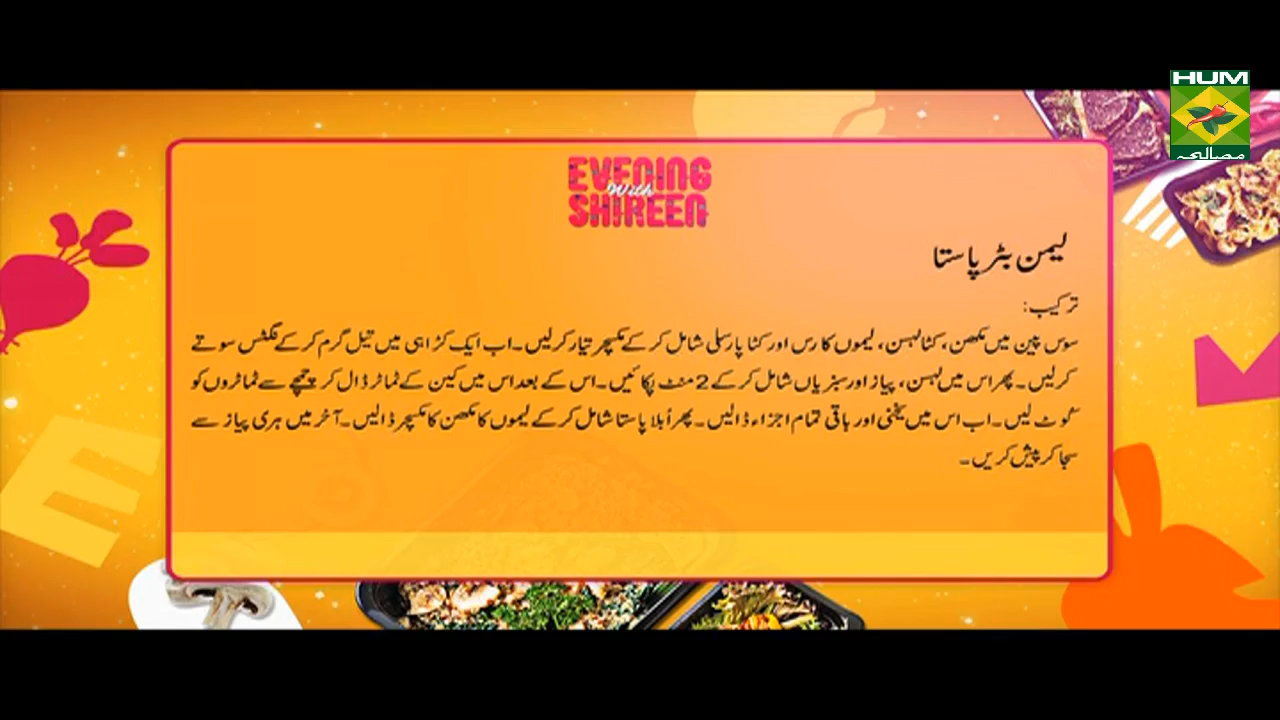 HUM
مصالحہ
EVENING
With
SHIREEN
لیمن بٹر پاستا
ترکیب:
سوس پین میں مکھن، کٹا لہسن، لیموں کا رس اور کٹا پارسلی شامل کر کے مکسچر تیار کر لیں۔ اب ایک کڑاہی میں تیل گرم کر کے نگٹس سوتے
کر لیں۔ پھر اس میں لہسن، پیاز اور سبزیاں شامل کر کے 2 منٹ پکائیں۔ اس کے بعد اس میں کین کے ٹماٹر ڈال کر چمچے سے ٹماٹروں کو
کوٹ لیں۔ اب اس میں یخنی اور باقی تمام اجزاء ڈالیں۔ پھر اُبلا پاستا شامل کر کے لیموں کا مکھن کا مکسچر ڈالیں۔ آخر میں ہری پیاز سے
سجا کر پیش کریں۔